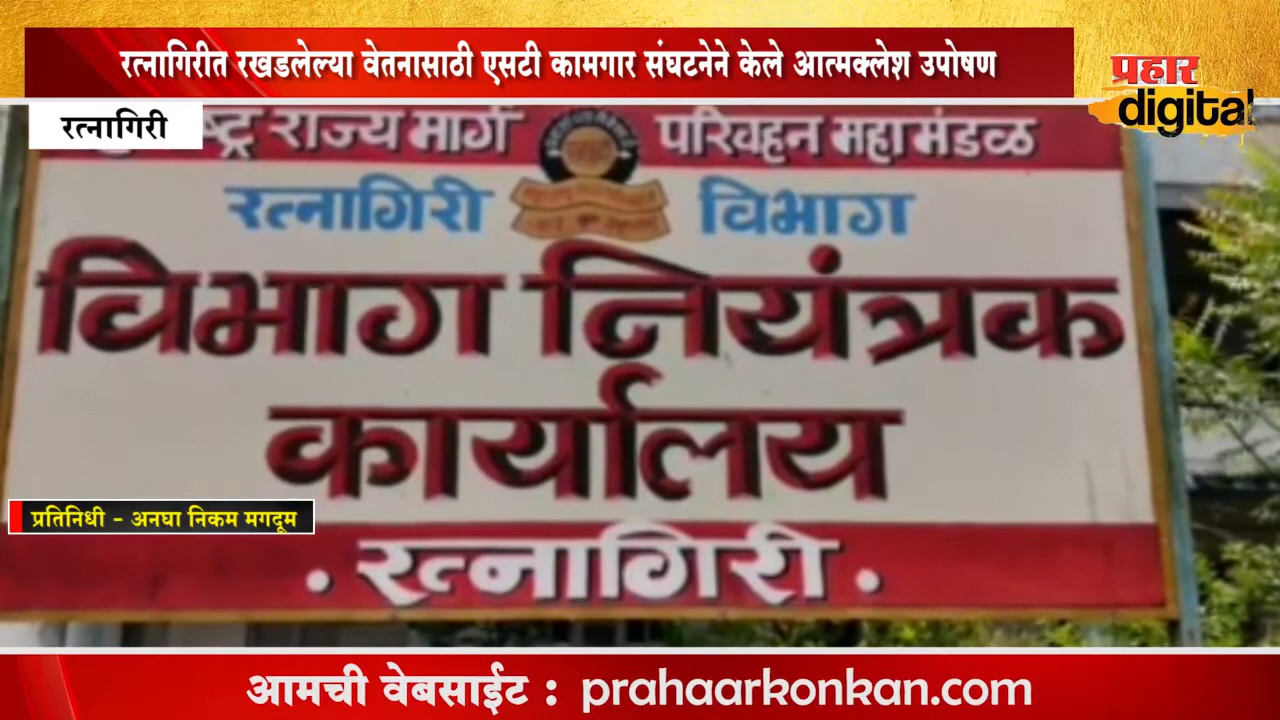 रत्नागिरीत रखडलेल्या वेतनासाठी एसटी कामगार संघटनेने केले आत्मक्लेश उपोषण
प्रहार
digital
रत्नागिरी
राज्य मार्ग परिवहन महामंडळ
रत्नागिरी विभाग
विभाग नियंत्रक
कार्यालय
प्रतिनिधी - अनघा निकम मगदूम
• रत्नागिरी •
आमची वेबसाईट : prahaarkonkan.com